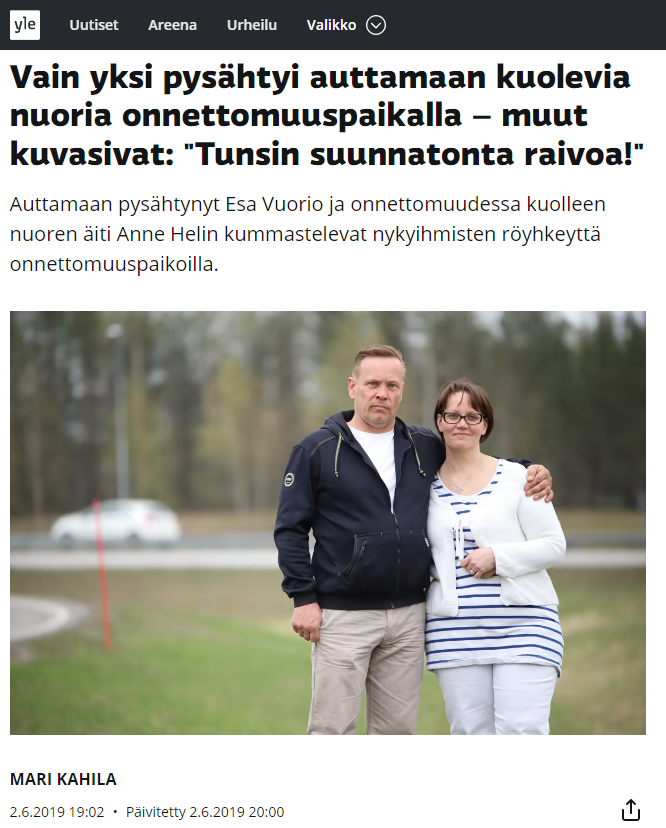 yle Uutiset Areena Urheilu Valikko
Vain yksi pysähtyi auttamaan kuolevia
nuoria onnettomuuspaikalla – muut
kuvasivat: "Tunsin suunnatonta raivoa!"
Auttamaan pysähtynyt Esa Vuorio ja onnettomuudessa kuolleen
nuoren äiti Anne Helin kummastelevat nykyihmisten röyhkeyttä
onnettomuuspaikoilla.
MARI KAHILA
2.6.2019 19:02 • Päivitetty 2.6.2019 20:00